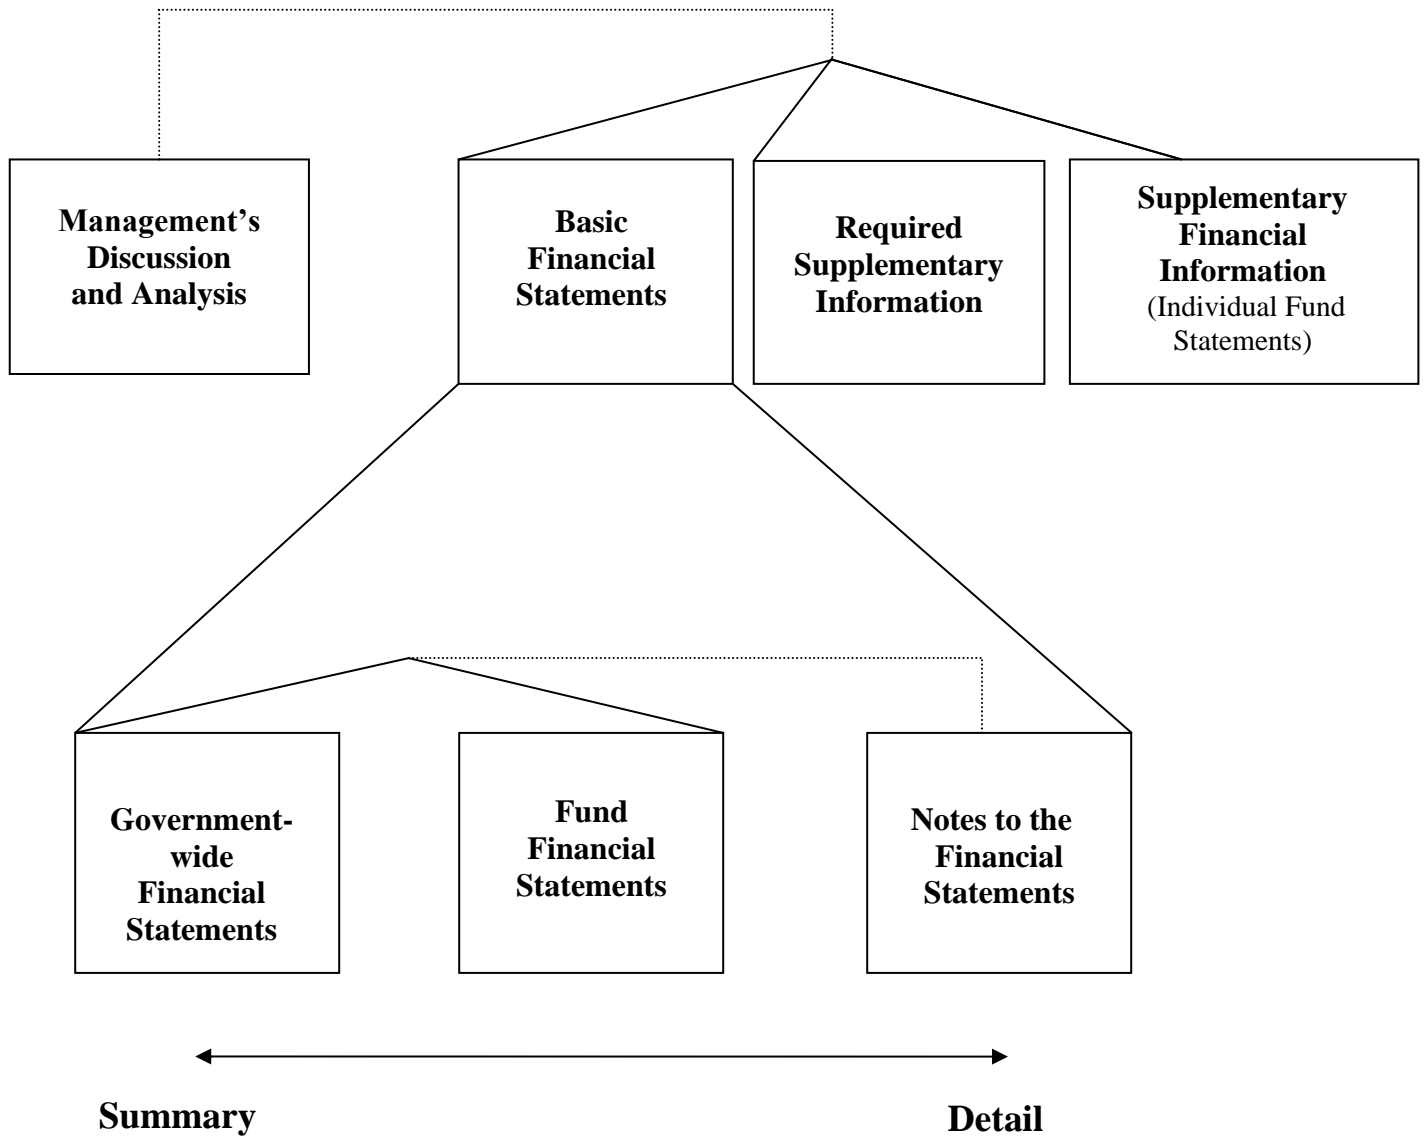 Management’s
Discussion
and Analysis
Basic
Financial
Statements
Required
Supplementary
Information
Supplementary
Financial
Information
(Individual Fund
Statements)
Government-
wide
Financial
Statements
Fund
Financial
Statements
Notes to the
Financial
Statements
Summary
Detail